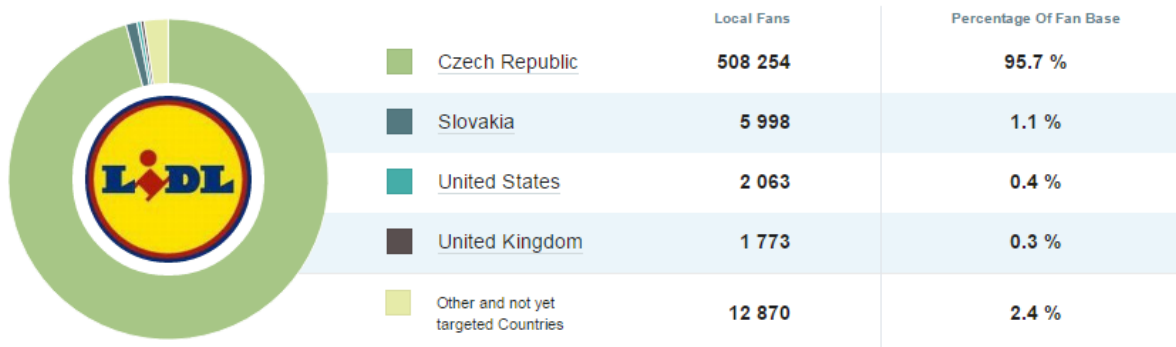 Local Fans Percentage Of Fan Base
Czech Republic 508 254 95.7 %
Slovakia 5 998 1.1 %
LIDL
United States 2 063 0.4 %
United Kingdom 1 773 0.3 %
Other and not yet
targeted Countries 12 870 2.4 %